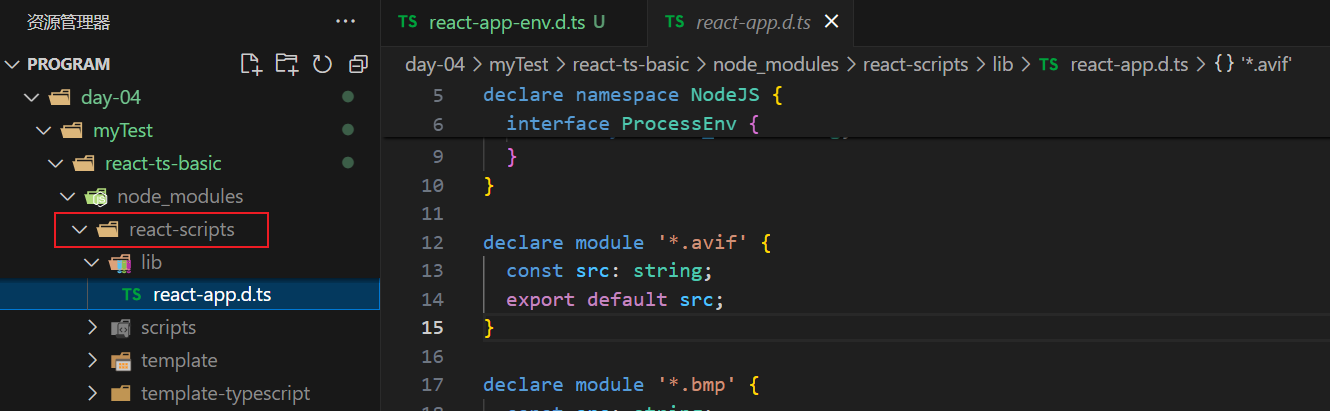 资源管理器 ···
PROGRAM
day-04
myTest
react-ts-basic
node_modules
react-scripts
lib
TS react-app.d.ts
scripts
template
template-typescript
TS react-app-env.d.ts U
TS react-app.d.ts ×
day-04 > myTest > react-ts-basic > node_modules > react-scripts > lib > TS react-app.d.ts > {} '*.avif'
5 declare namespace NodeJS {
6 interface ProcessEnv {
9 }
10 }
11
12 declare module '*.avif' {
13 const src: string;
14 export default src;
15 }
16
17 declare module '*.bmp' {
const src: string;